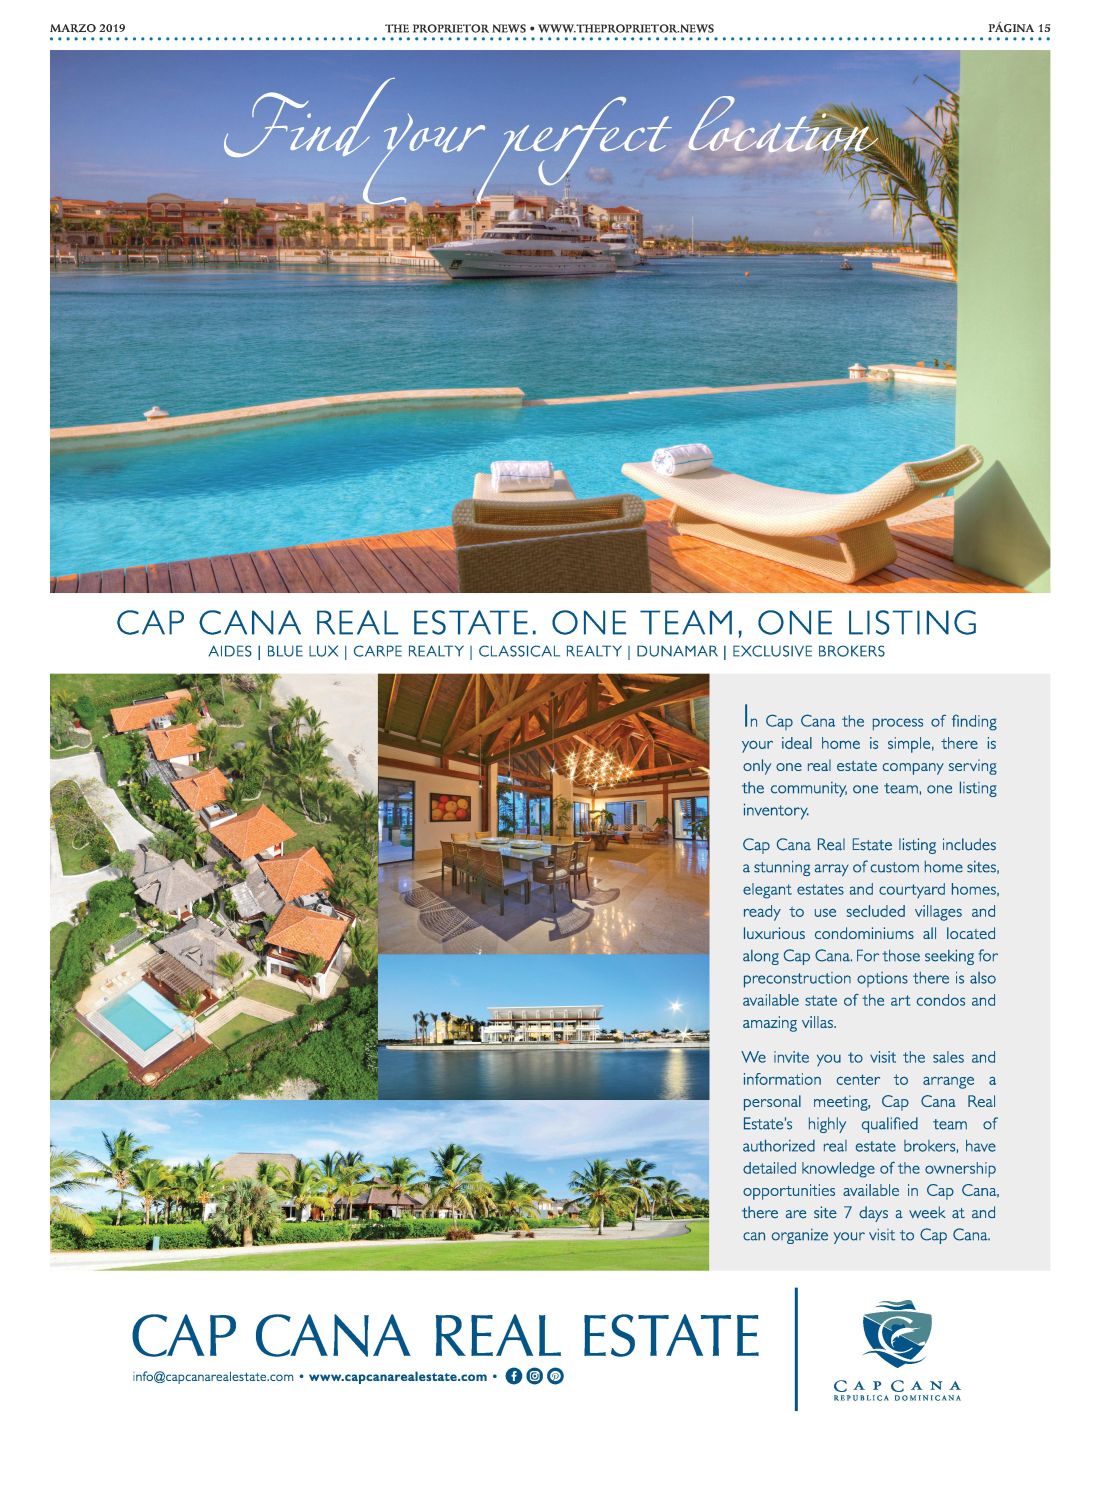 MARZO 2019
THE PROPRIETOR NEWS • WWW.THEPROPRIETOR.NEWS
PÁGINA 15
Find your perfect location
CAP CANA REAL ESTATE. ONE TEAM, ONE LISTING
AIDES | BLUE LUX | CARPE REALTY | CLASSICAL REALTY | DUNAMAR | EXCLUSIVE BROKERS
In Cap Cana the process of finding
your ideal home is simple, there is
only one real estate company serving
the community, one team, one listing
inventory.
Cap Cana Real Estate listing includes
a stunning array of custom home sites,
elegant estates and courtyard homes,
ready to use secluded villages and
luxurious condominiums all located
along Cap Cana. For those seeking for
preconstruction options there is also
available state of the art condos and
amazing villas.
We invite you to visit the sales and
information center to arrange a
personal meeting, Cap Cana Real
Estate's highly qualified team of
authorized real estate brokers, have
detailed knowledge of the ownership
opportunities available in Cap Cana,
there are site 7 days a week at and
can organize your visit to Cap Cana.
CAP CANA REAL ESTATE
info@capcanarealestate.com • www.capcanarealestate.com •
CAP CANA
REPUBLICA DOMINICANA